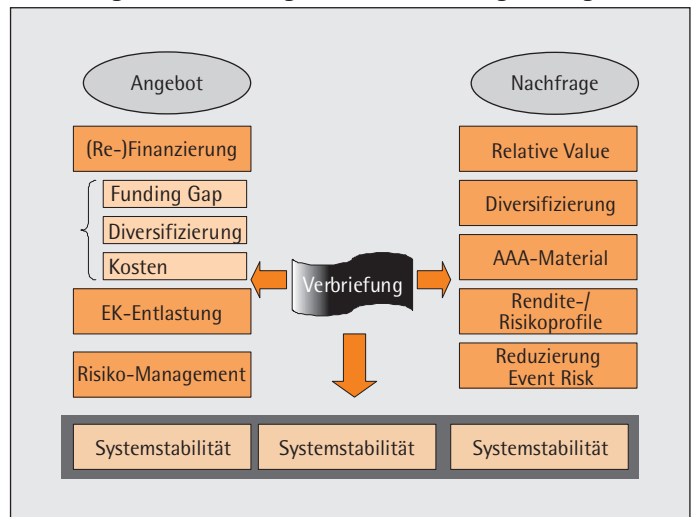 Angebot
(Re-)Finanzierung
Funding Gap
Diversifizierung
Kosten
EK-Entlastung
Risiko-Management
Verbriefung
Nachfrage
Relative Value
Diversifizierung
AAA-Material
Rendite-/
Risikoprofile
Reduzierung
Event Risk
Systemstabilität
Systemstabilität
Systemstabilität